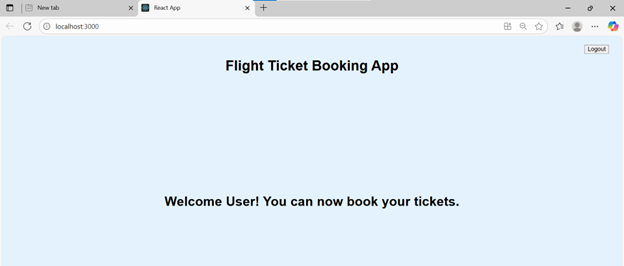 New tab
React App
localhost:3000
Logout
Flight Ticket Booking App
Welcome User! You can now book your tickets.